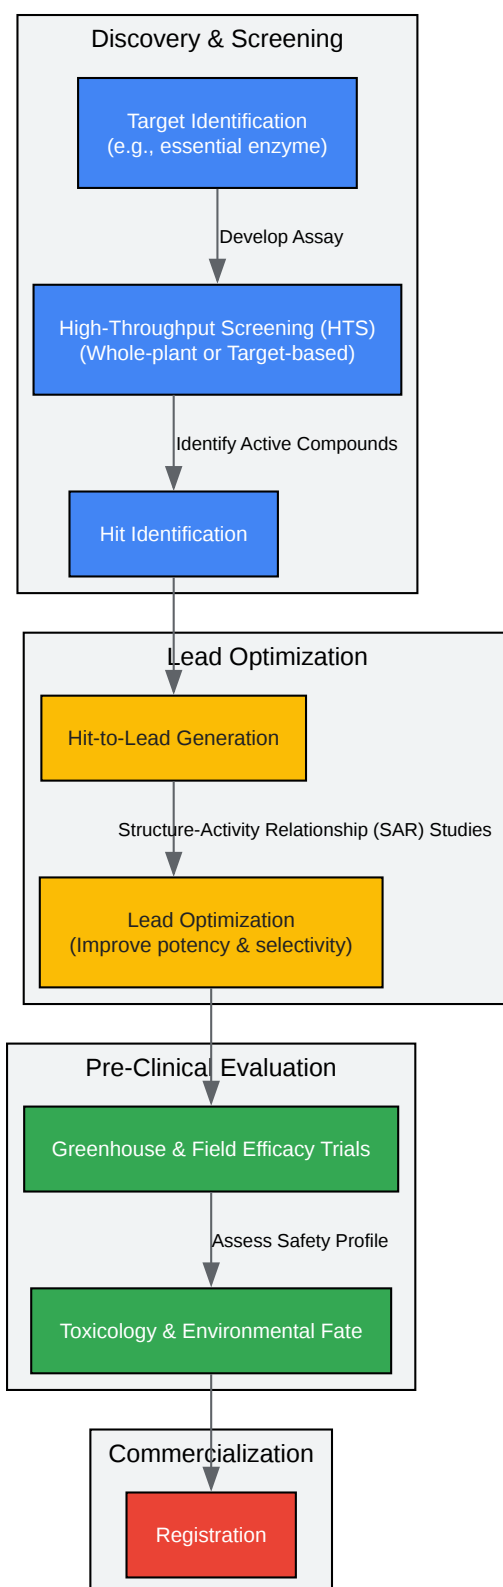 Discovery & Screening
Target Identification
(e.g., essential enzyme)
Develop Assay
High-Throughput Screening (HTS)
(Whole-plant or Target-based)
Identify Active Compounds
Hit Identification
Lead Optimization
Hit-to-Lead Generation
Structure-Activity Relationship (SAR) Studies
Lead Optimization
(Improve potency & selectivity)
Pre-Clinical Evaluation
Greenhouse & Field Efficacy Trials
Assess Safety Profile
Toxicology & Environmental Fate
Commercialization
Registration